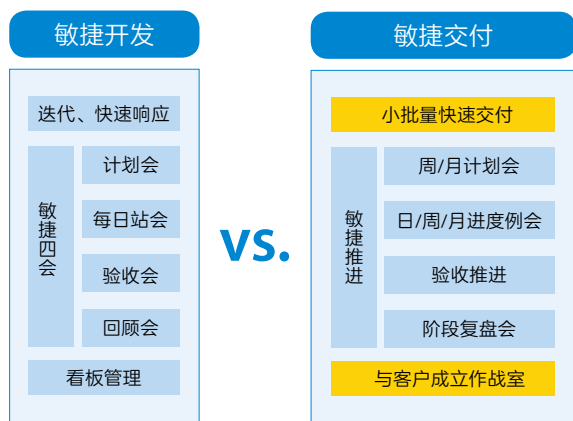 敏捷开发
迭代、快速响应
敏捷四会
计划会
每日站会
验收会
回顾会
看板管理
VS.
敏捷交付
小批量快速交付
敏捷推进
周/月计划会
日/周/月进度例会
验收推进
阶段复盘会
与客户成立作战室